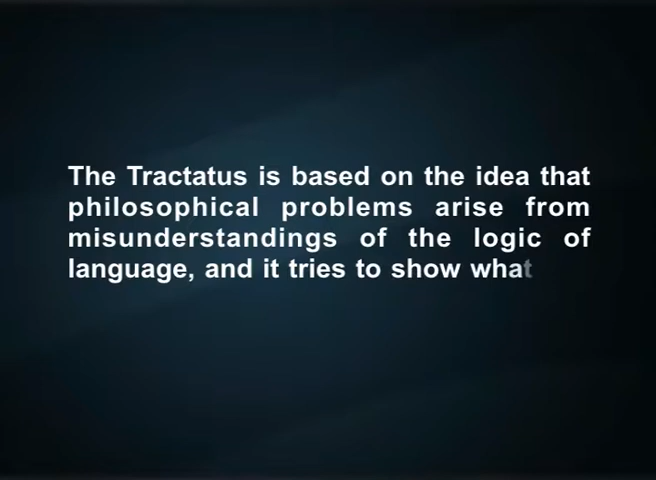 The Tractatus is based on the idea that
philosophical problems arise from
misunderstandings of the logic of
language, and it tries to show what